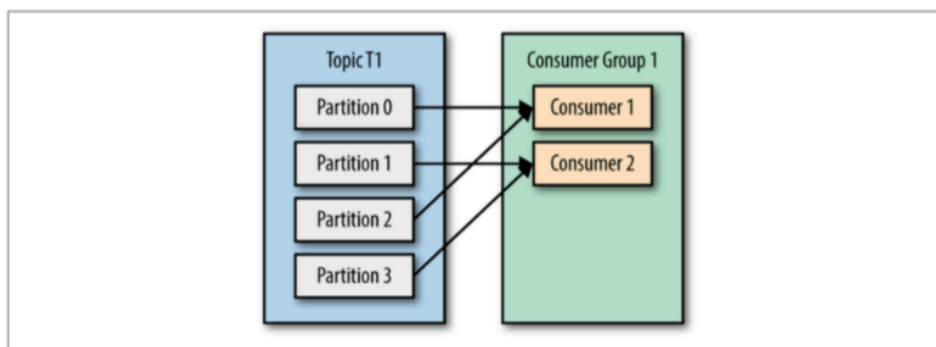 Topic T1
Partition 0
Partition 1
Partition 2
Partition 3
Consumer Group 1
Consumer 1
Consumer 2